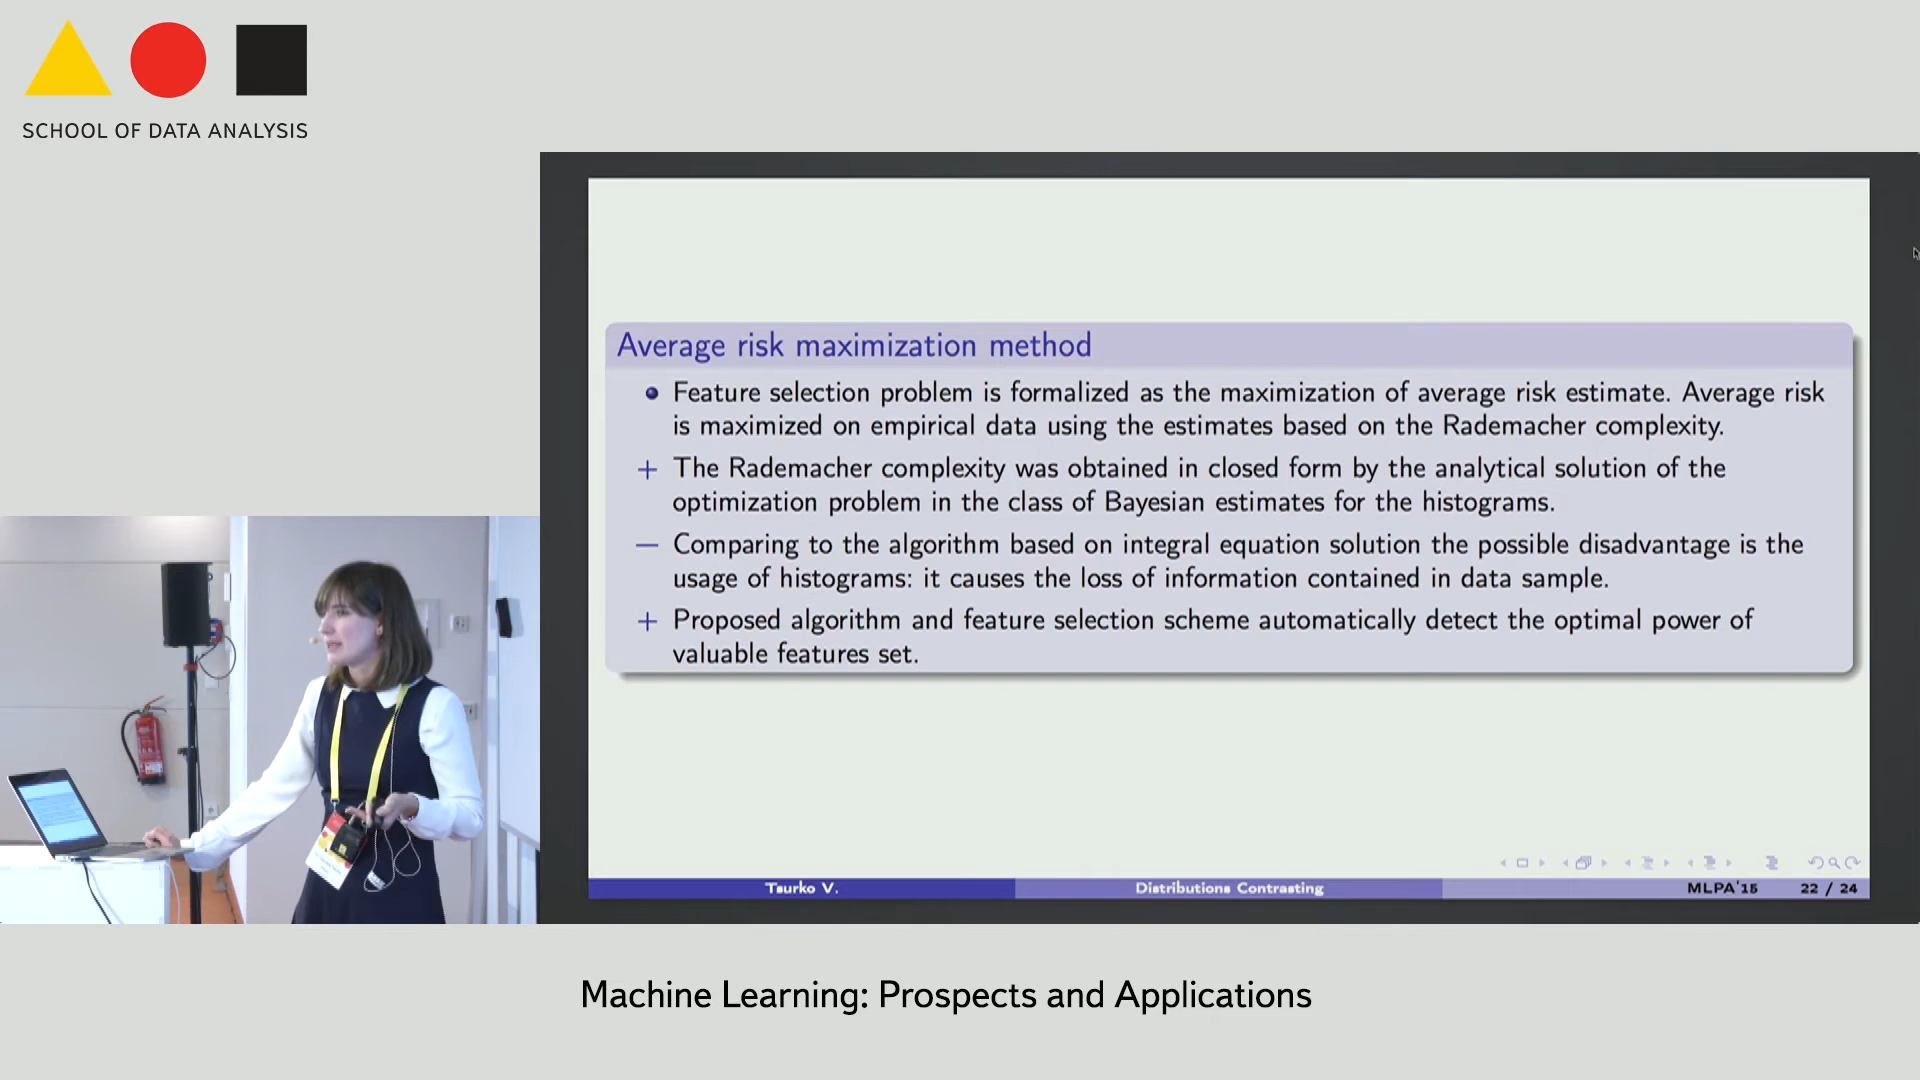 SCHOOL OF DATA ANALYSIS
Average risk maximization method
Feature selection problem is formalized as the maximization of average risk estimate. Average risk
is maximized on empirical data using the estimates based on the Rademacher complexity.
+ The Rademacher complexity was obtained in closed form by the analytical solution of the
optimization problem in the class of Bayesian estimates for the histograms.
— Comparing to the algorithm based on integral equation solution the possible disadvantage is the
usage of histograms: it causes the loss of information contained in data sample.
+ Proposed algorithm and feature selection scheme automatically detect the optimal power of
valuable features set.
Tsurko V. Distributions Contrasting MLPA'15 22 / 24
Machine Learning: Prospects and Applications